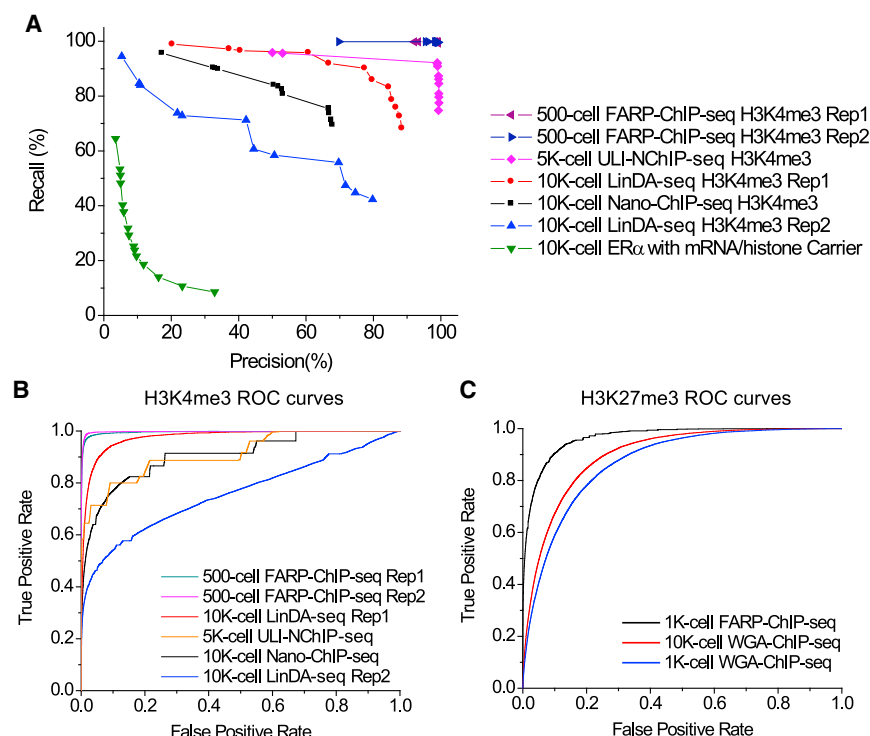 A
100
80
60
40
20
0
Recall (%)
0
20
40
60
80
100
Precision(%)
500-cell FARP-ChIP-seq H3K4me3 Rep1
500-cell FARP-ChIP-seq H3K4me3 Rep2
5K-cell ULI-NChIP-seq H3K4me3
10K-cell LinDA-seq H3K4me3 Rep1
10K-cell Nano-ChIP-seq H3K4me3
10K-cell LinDA-seq H3K4me3 Rep2
10K-cell ERα with mRNA/histone Carrier
B
H3K4me3 ROC curves
1.0
0.8
0.6
0.4
0.2
0.0
True Positive Rate
500-cell FARP-ChIP-seq Rep1
500-cell FARP-ChIP-seq Rep2
10K-cell LinDA-seq Rep1
5K-cell ULI-NChIP-seq
10K-cell Nano-ChIP-seq
10K-cell LinDA-seq Rep2
0.0
0.2
0.4
0.6
0.8
1.0
False Positive Rate
C
H3K27me3 ROC curves
1.0
0.8
0.6
0.4
0.2
0.0
True Positive Rate
1K-cell FARP-ChIP-seq
10K-cell WGA-ChIP-seq
1K-cell WGA-ChIP-seq
0.0
0.2
0.4
0.6
0.8
1.0
False Positive Rate